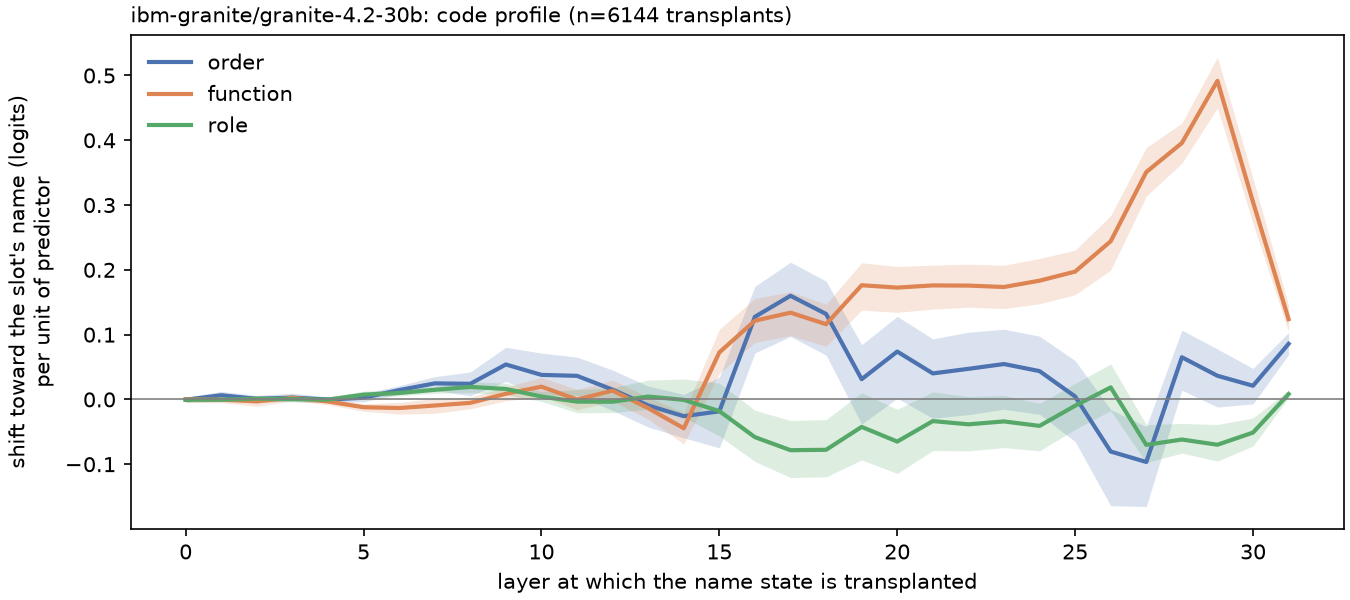 ibm-granite/granite-4.2-30b: code profile (n=6144 transplants)
order
function
role
shift toward the slot's name (logits)
per unit of predictor
0.5
0.4
0.3
0.2
0.1
0.0
−0.1
0
5
10
15
20
25
30
layer at which the name state is transplanted